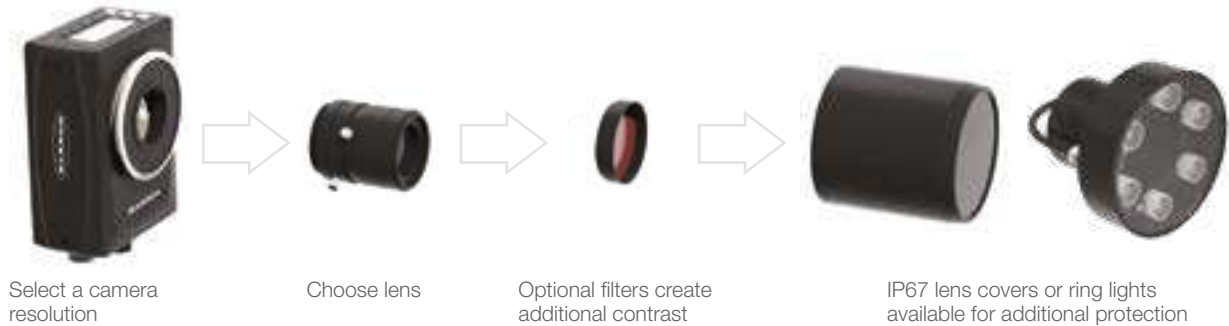 Select a camera
resolution
Choose lens
Optional filters create
additional contrast
IP67 lens covers or ring lights
available for additional protection